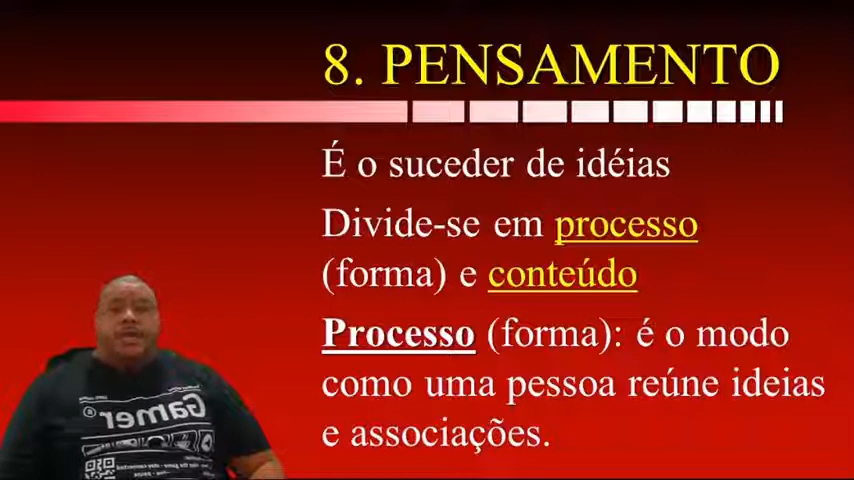 8. PENSAMENTO
É o suceder de idéias
Divide-se em processo
(forma) e conteúdo
Processo (forma): é o modo
como uma pessoa reúne ideias
e associações.
Gamer